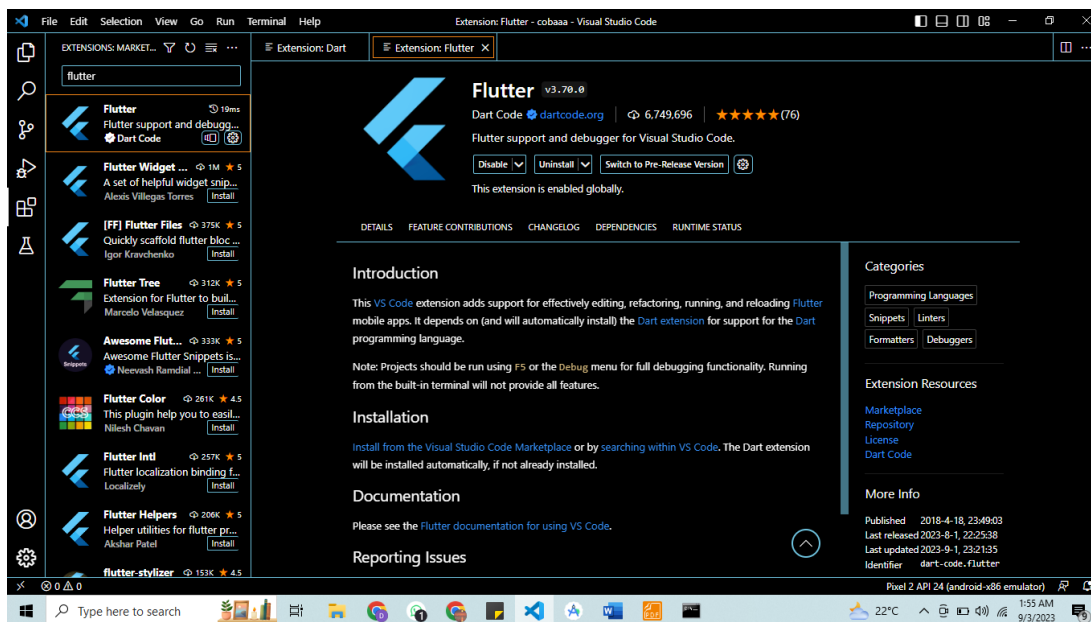 File Edit Selection View Go Run Terminal Help
Extension: Flutter - cobaaa - Visual Studio Code
EXTENSIONS: MARKET...
Extension: Dart
Extension: Flutter
flutter
Flutter 19ms
Flutter support and debugg...
Dart Code
Flutter Widget ... 1M 5
A set of helpful widget snip...
Alexis Villegas Torres Install
[FF] Flutter Files 375K 5
Quickly scaffold flutter bloc ...
Igor Kravchenko Install
Flutter Tree 312K 5
Extension for Flutter to buil...
Marcelo Velasquez Install
Awesome Flut... 333K 5
Awesome Flutter Snippets is...
Neevash Ramdial ... Install
Snippets
Flutter Color 261K 4.5
This plugin help you to easil...
Nilesh Chavan Install
Flutter Intl 257K 5
Flutter localization binding f...
Localizely Install
Flutter Helpers 206K 5
Helper utilities for flutter pr...
Akshar Patel Install
flutter-stylizer 153K 4.5
Flutter v3.70.0
Dart Code dartcode.org 6,749,696 (76)
Flutter support and debugger for Visual Studio Code.
Disable Uninstall Switch to Pre-Release Version
This extension is enabled globally.
DETAILS FEATURE CONTRIBUTIONS CHANGELOG DEPENDENCIES RUNTIME STATUS
Introduction
This VS Code extension adds support for effectively editing, refactoring, running, and reloading Flutter
mobile apps. It depends on (and will automatically install) the Dart extension for support for the Dart
programming language.
Note: Projects should be run using F5 or the Debug menu for full debugging functionality. Running
from the built-in terminal will not provide all features.
Installation
Install from the Visual Studio Code Marketplace or by searching within VS Code. The Dart extension
will be installed automatically, if not already installed.
Documentation
Please see the Flutter documentation for using VS Code.
Reporting Issues
Categories
Programming Languages
Snippets Linters
Formatters Debuggers
Extension Resources
Marketplace
Repository
License
Dart Code
More Info
Published 2018-4-18, 23:49:03
Last released 2023-8-1, 22:25:38
Last updated 2023-9-1, 23:21:35
Identifier dart-code.flutter
0 0
Pixel 2 API 24 (android-x86 emulator)
Type here to search
22°C
1:55 AM
9/3/2023